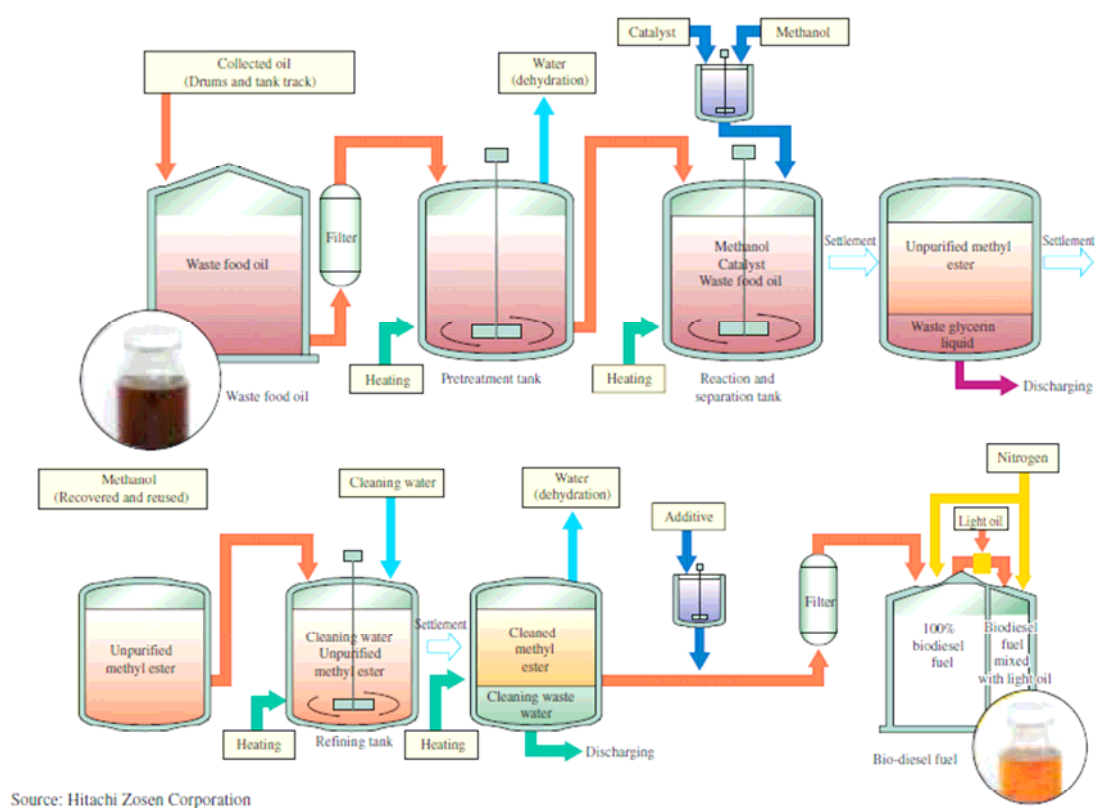 Catalyst
Methanol
Collected oil
(Drums and tank track)
Water
(dehydration)
Filter
Waste food oil
Methanol
Catalyst
Waste food oil
Settlement
Unpurified methyl
ester
Settlement
Waste glycerin
liquid
Heating
Pretreatment tank
Heating
Reaction and
separation tank
Discharging
Waste food oil
Methanol
(Recovered and reused)
Cleaning water
Water
(dehydration)
Additive
Nitrogen
Light oil
Filter
Unpurified
methyl ester
Cleaning water
Unpurified
methyl ester
Settlement
Cleaned
methyl
ester
Cleaning waste
water
100%
biodiesel
fuel
Biodiesel
fuel
mixed
with light oil
Heating
Refining tank
Heating
Discharging
Bio-diesel fuel
Source: Hitachi Zosen Corporation